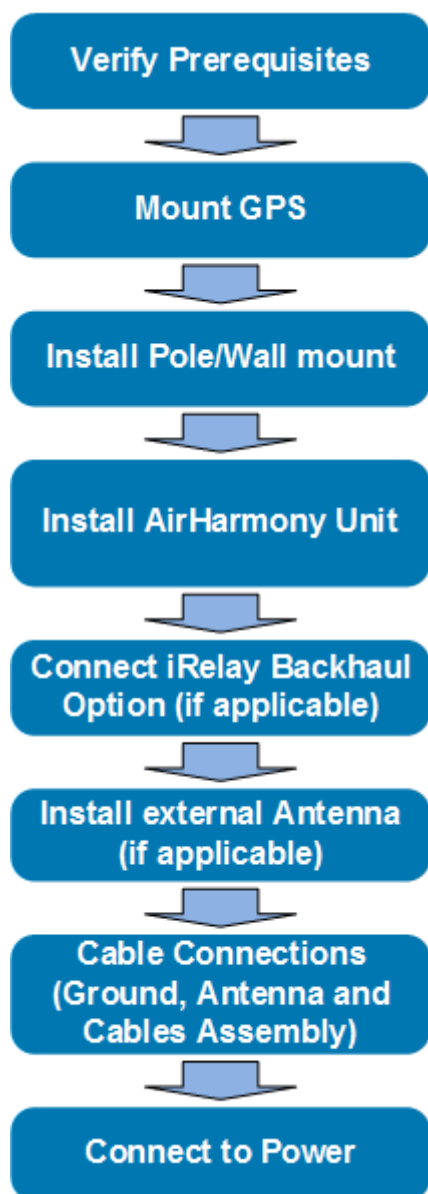 Verify Prerequisites
Mount GPS
Install Pole/Wall mount
Install AirHarmony Unit
Connect iRelay Backhaul
Option (if applicable)
Install external Antenna
(if applicable)
Cable Connections
(Ground, Antenna and
Cables Assembly)
Connect to Power